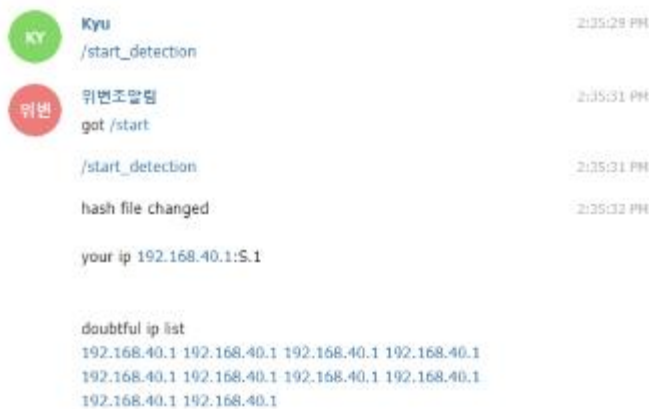 KY
Kyu
2:35:29 PM
/start_detection
위변
위변조알림
2:35:31 PM
got /start
/start_detection
2:35:31 PM
hash file changed
2:35:32 PM
your ip 192.168.40.1:S.1
doubtful ip list
192.168.40.1 192.168.40.1 192.168.40.1 192.168.40.1
192.168.40.1 192.168.40.1 192.168.40.1 192.168.40.1
192.168.40.1 192.168.40.1